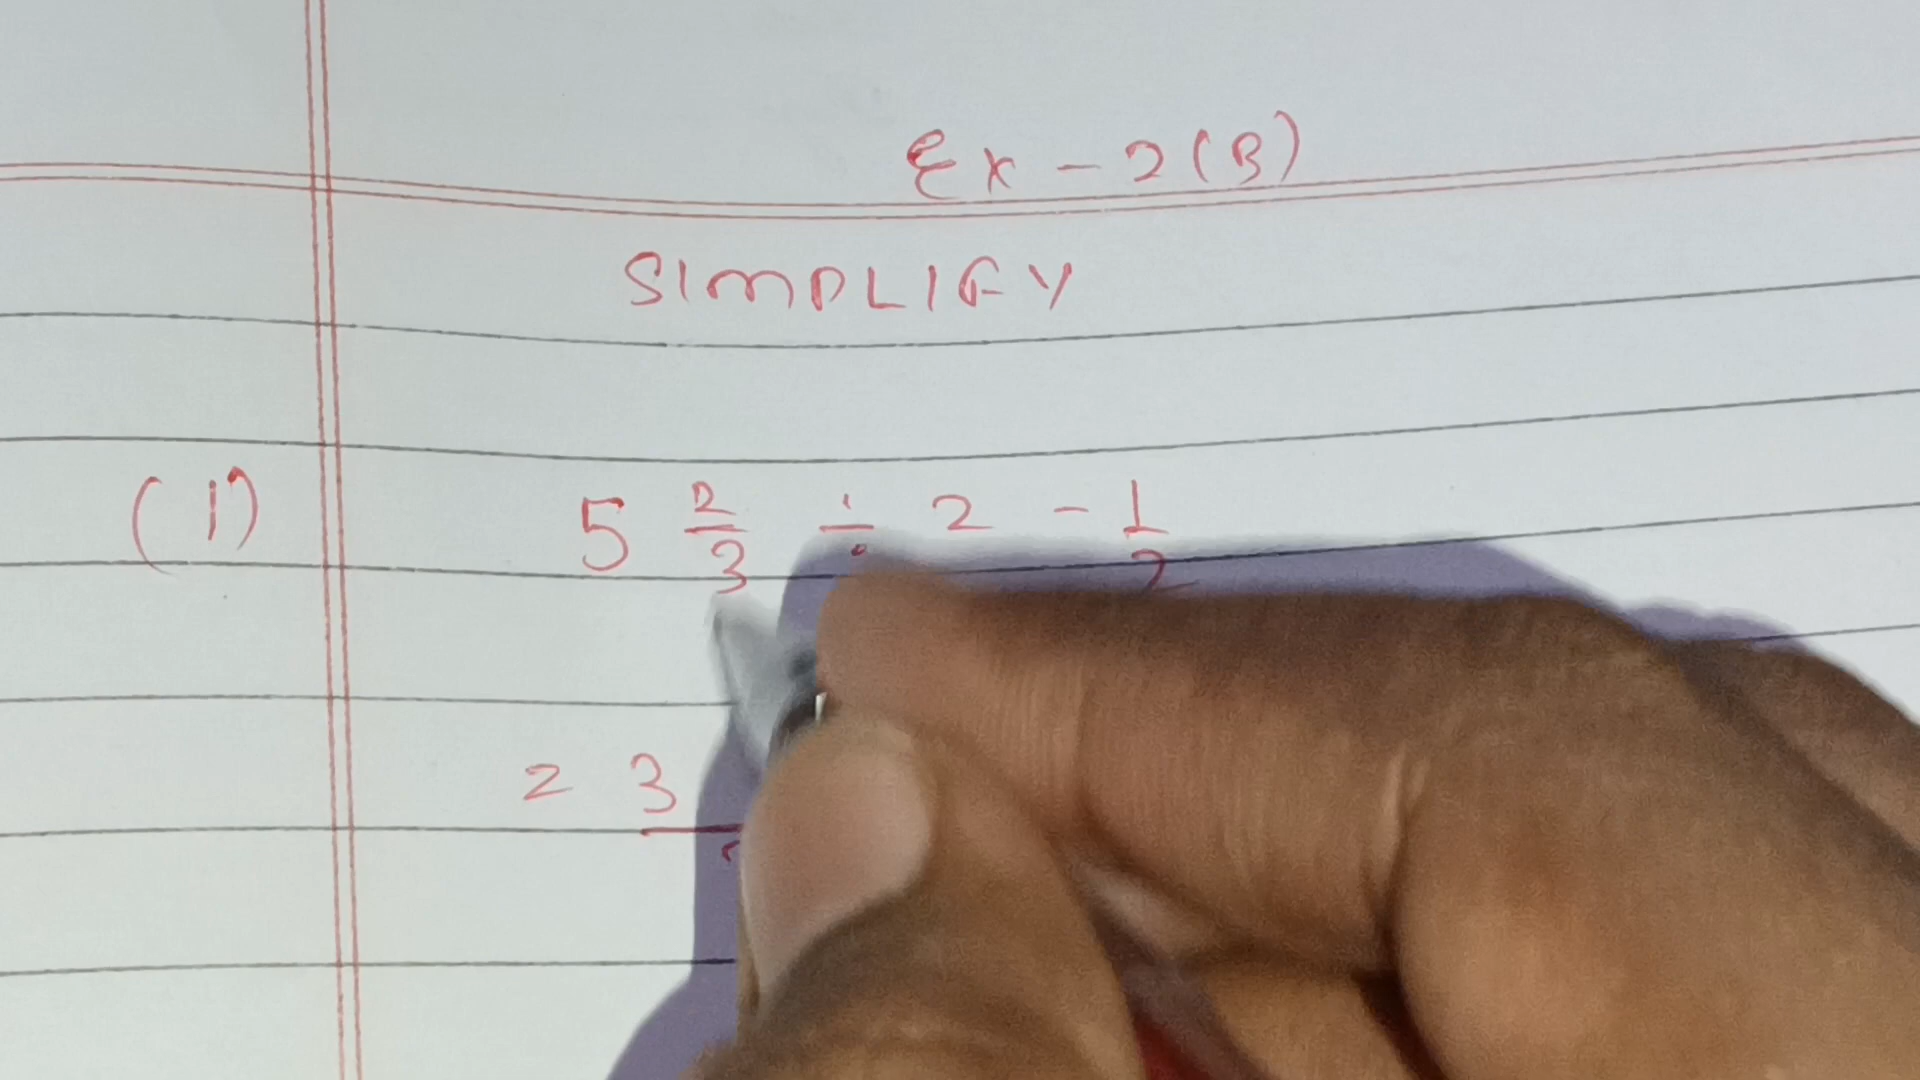 Ex - 2(B)
SIMPLIFY
(1) 5 2/3 ÷ 2 - 1/2
= 3